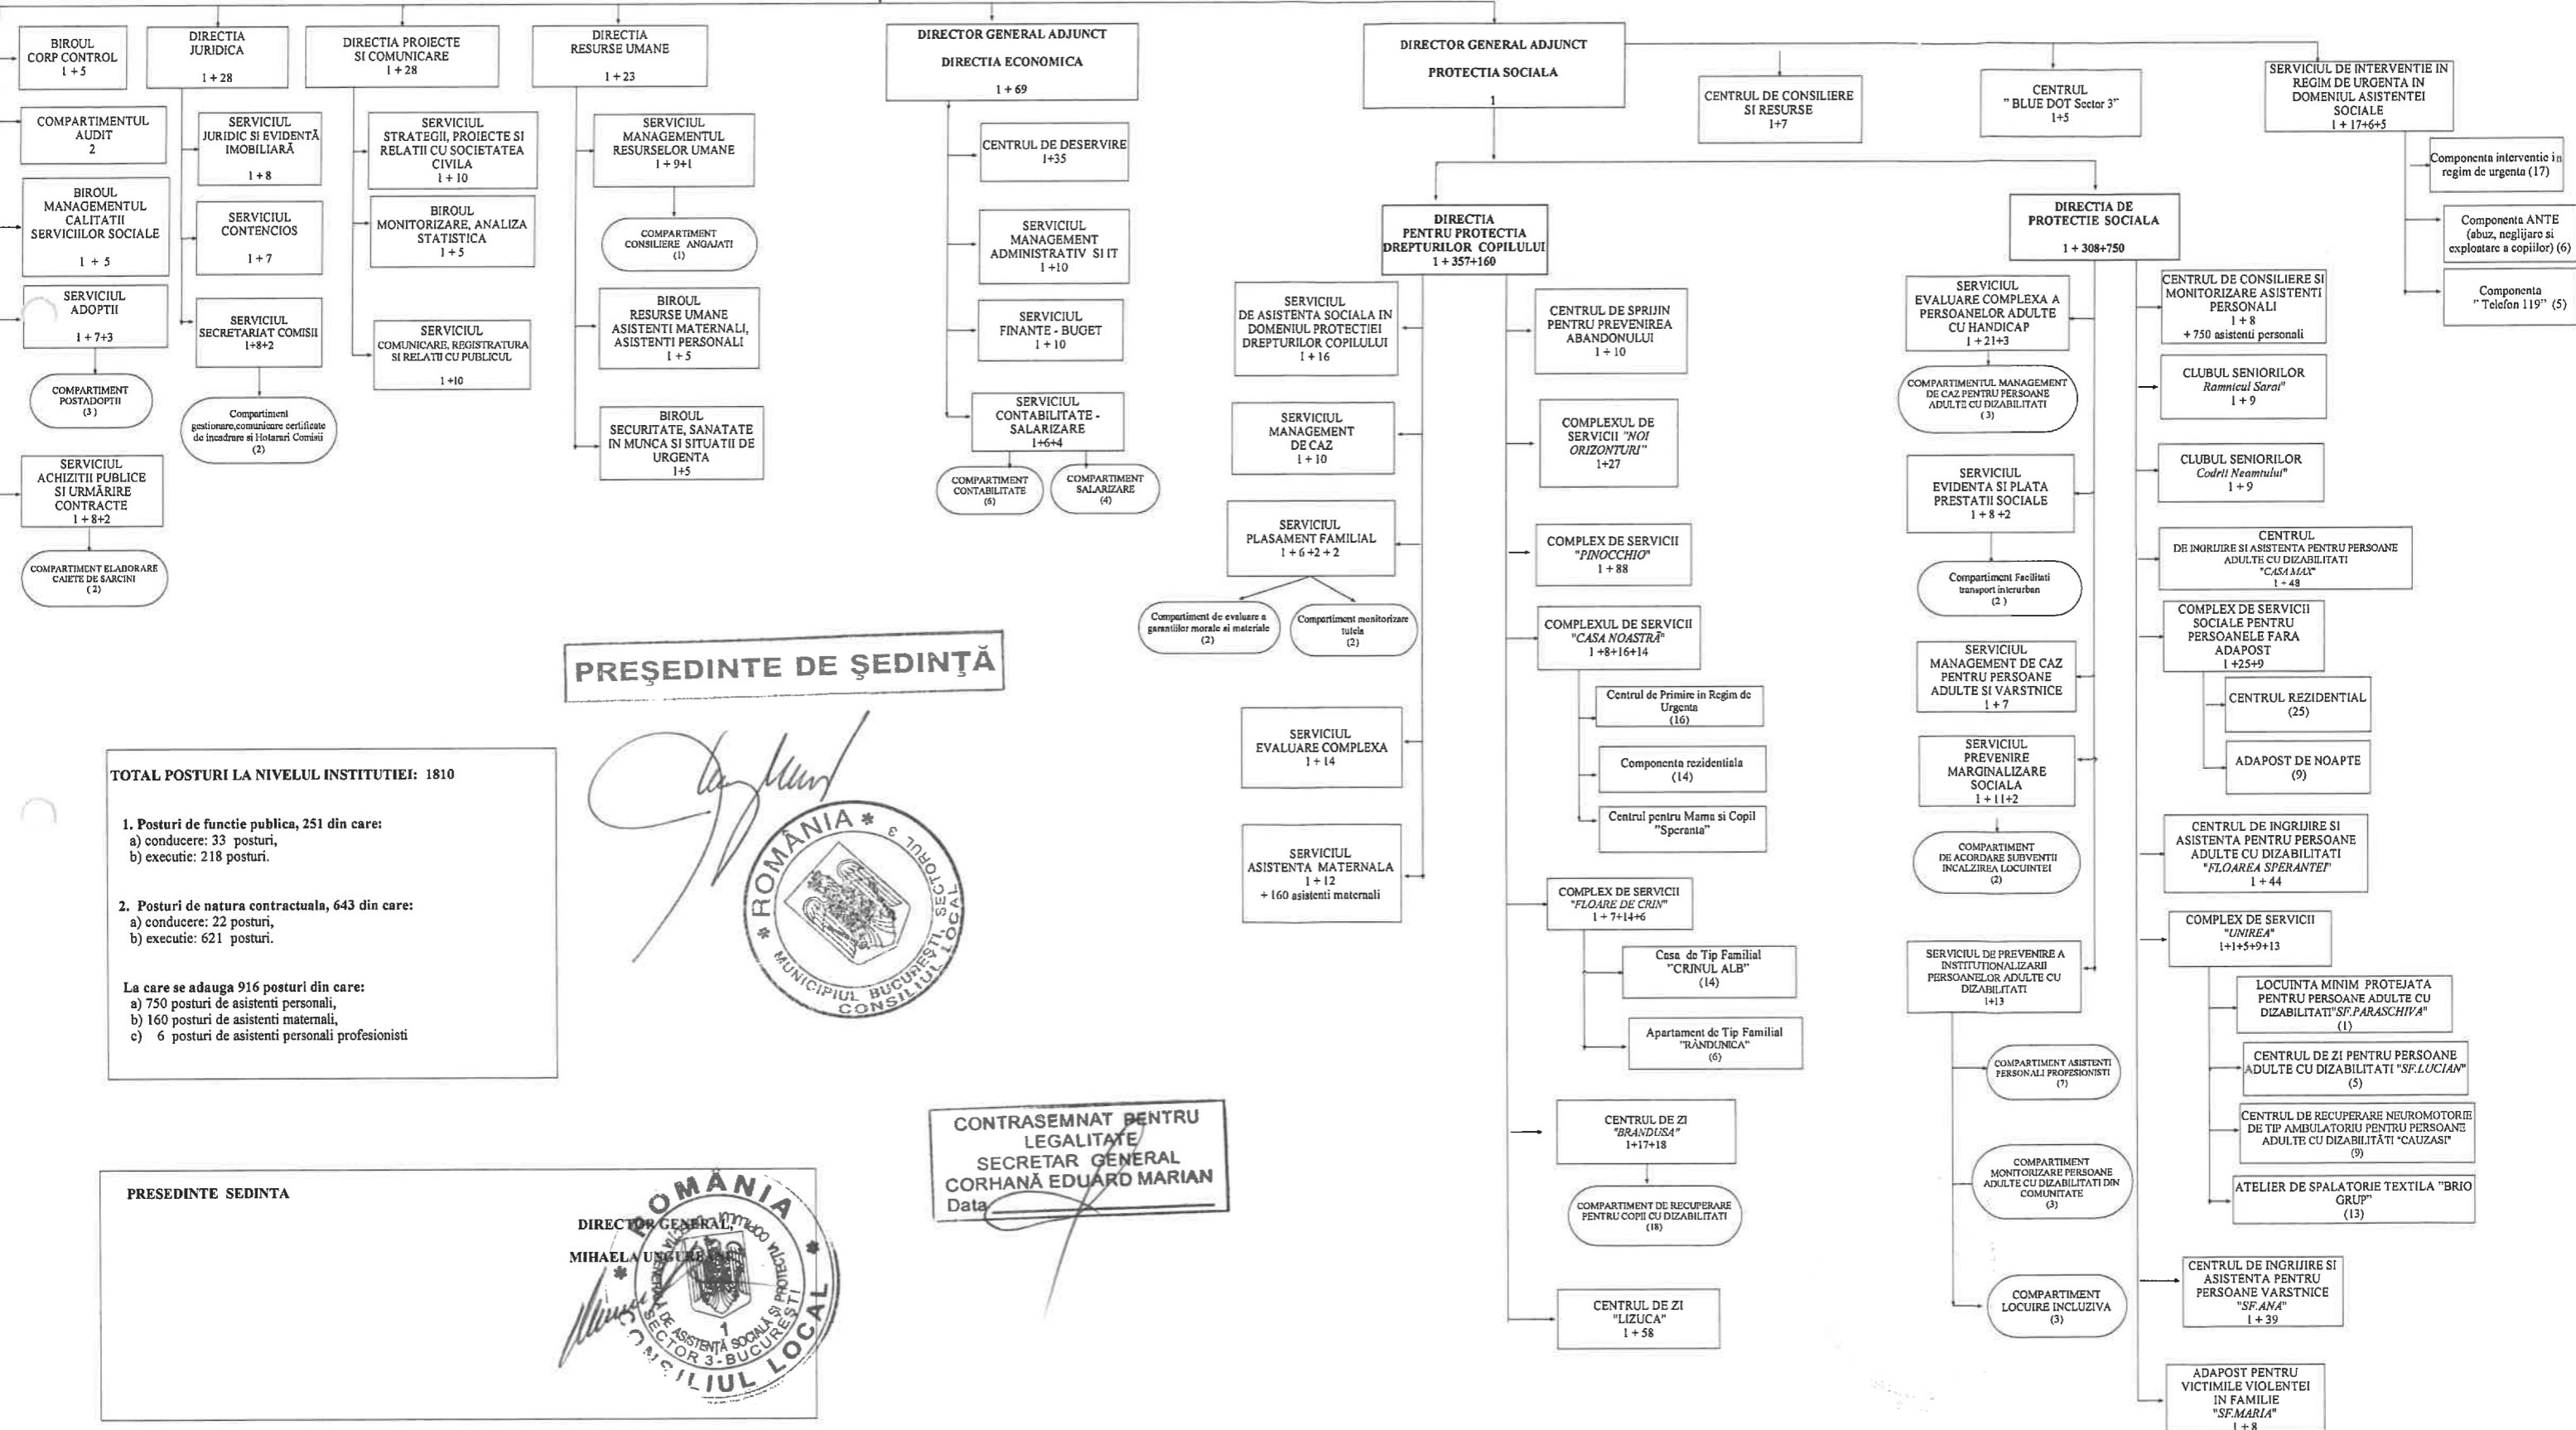 BIROUL
CORP CONTROL
1 + 5
COMPARTIMENTUL
AUDIT
2
BIROUL
MANAGEMENTUL
CALITATII
SERVICIILOR SOCIALE
1 + 5
SERVICIUL
ADOPTII
1 + 7+3
COMPARTIMENT
POSTADOPTII
(3)
SERVICIUL
ACHIZITII PUBLICE
SI URMĂRIRE
CONTRACTE
1 + 8+2
COMPARTIMENT ELABORARE
CAIETE DE SARCINI
(2)
DIRECTIA
JURIDICA
1 + 28
SERVICIUL
JURIDIC SI EVIDENTĂ
IMOBILIARĂ
1 + 8
SERVICIUL
CONTENCIOS
1 + 7
SERVICIUL
SECRETARIAT COMISII
1+8+2
Compartiment
gestionare,comunicare certificate
de incadrare si Hotarari Comisii
(2)
DIRECTIA PROIECTE
SI COMUNICARE
1 + 28
SERVICIUL
STRATEGII, PROIECTE SI
RELATII CU SOCIETATEA
CIVILA
1 + 10
BIROUL
MONITORIZARE, ANALIZA
STATISTICA
1 + 5
SERVICIUL
COMUNICARE, REGISTRATURA
SI RELATII CU PUBLICUL
1 +10
DIRECTIA
RESURSE UMANE
1 + 23
SERVICIUL
MANAGEMENTUL
RESURSELOR UMANE
1 + 9+1
COMPARTIMENT
CONSILIERE ANGAJATI
(1)
BIROUL
RESURSE UMANE
ASISTENTI MATERNALI,
ASISTENTI PERSONALI
1 + 5
BIROUL
SECURITATE, SANATATE
IN MUNCA SI SITUATII DE
URGENTA
1+5
DIRECTOR GENERAL ADJUNCT
DIRECTIA ECONOMICA
1 + 69
CENTRUL DE DESERVIRE
1+35
SERVICIUL
MANAGEMENT
ADMINISTRATIV SI IT
1 +10
SERVICIUL
FINANTE - BUGET
1 + 10
SERVICIUL
CONTABILITATE -
SALARIZARE
1+6+4
COMPARTIMENT
CONTABILITATE
(6)
COMPARTIMENT
SALARIZARE
(4)
DIRECTOR GENERAL ADJUNCT
PROTECTIA SOCIALA
1
CENTRUL DE CONSILIERE
SI RESURSE
1+7
CENTRUL
" BLUE DOT Sector 3"
1+5
SERVICIUL DE INTERVENTIE IN
REGIM DE URGENTA IN
DOMENIUL ASISTENTEI
SOCIALE
1 + 17+6+5
Componenta interventie in
regim de urgenta (17)
Componenta ANTE
(abuz, neglijare si
exploatare a copiilor) (6)
Componenta
" Telefon 119" (5)
DIRECTIA
PENTRU PROTECTIA
DREPTURILOR COPILULUI
1 + 357+160
SERVICIUL
DE ASISTENTA SOCIALA IN
DOMENIUL PROTECTIEI
DREPTURILOR COPILULUI
1 + 16
SERVICIUL
MANAGEMENT
DE CAZ
1 + 10
SERVICIUL
PLASAMENT FAMILIAL
1 + 6 +2 + 2
Compartiment de evaluare a
garantiilor morale si materiale
(2)
Compartiment monitorizare
tutela
(2)
SERVICIUL
EVALUARE COMPLEXA
1 + 14
SERVICIUL
ASISTENTA MATERNALA
1 + 12
+ 160 asistenti maternali
CENTRUL DE SPRIJIN
PENTRU PREVENIREA
ABANDONULUI
1 + 10
COMPLEXUL DE
SERVICII "NOI
ORIZONTURI"
1+27
COMPLEX DE SERVICII
"PINOCCHIO"
1 + 88
COMPLEXUL DE SERVICII
"CASA NOASTRĂ"
1 +8+16+14
Centrul de Primire in Regim de
Urgenta
(16)
Componenta rezidentiala
(14)
Centrul pentru Mama si Copil
"Speranta"
COMPLEX DE SERVICII
"FLOARE DE CRIN"
1 + 7+14+6
Casa de Tip Familial
"CRINUL ALB"
(14)
Apartament de Tip Familial
"RÂNDUNICA"
(6)
CENTRUL DE ZI
"BRANDUSA"
1+17+18
COMPARTIMENT DE RECUPERARE
PENTRU COPII CU DIZABILITATI
(18)
CENTRUL DE ZI
"LIZUCA"
1 + 58
DIRECTIA DE
PROTECTIE SOCIALA
1 + 308+750
SERVICIUL
EVALUARE COMPLEXA A
PERSOANELOR ADULTE
CU HANDICAP
1 + 21+3
COMPARTIMENTUL MANAGEMENT
DE CAZ PENTRU PERSOANE
ADULTE CU DIZABILITATI
(3)
SERVICIUL
EVIDENTA SI PLATA
PRESTATII SOCIALE
1 + 8 +2
Compartiment Facilitati
transport interurban
(2 )
SERVICIUL
MANAGEMENT DE CAZ
PENTRU PERSOANE
ADULTE SI VARSTNICE
1 + 7
SERVICIUL
PREVENIRE
MARGINALIZARE
SOCIALA
1 + 11+2
COMPARTIMENT
DE ACORDARE SUBVENTII
INCALZIREA LOCUINTEI
(2)
SERVICIUL DE PREVENIRE A
INSTITUTIONALIZARII
PERSOANELOR ADULTE CU
DIZABILITATI
1+13
COMPARTIMENT ASISTENTI
PERSONALI PROFESIONISTI
(7)
COMPARTIMENT
MONITORIZARE PERSOANE
ADULTE CU DIZABILITATI DIN
COMUNITATE
(3)
COMPARTIMENT
LOCUIRE INCLUZIVA
(3)
CENTRUL DE CONSILIERE SI
MONITORIZARE ASISTENTI
PERSONALI
1 + 8
+ 750 asistenti personali
CLUBUL SENIORILOR
Ramnicul Sarat"
1 + 9
CLUBUL SENIORILOR
Codrii Neamtului"
1 + 9
CENTRUL
DE INGRIJIRE SI ASISTENTA PENTRU PERSOANE
ADULTE CU DIZABILITATI
"CASA MAX"
1 + 48
COMPLEX DE SERVICII
SOCIALE PENTRU
PERSOANELE FARA
ADAPOST
1 +25+9
CENTRUL REZIDENTIAL
(25)
ADAPOST DE NOAPTE
(9)
CENTRUL DE INGRIJIRE SI
ASISTENTA PENTRU PERSOANE
ADULTE CU DIZABILITATI
"FLOAREA SPERANTEI"
1 + 44
COMPLEX DE SERVICII
"UNIREA"
1+1+5+9+13
LOCUINTA MINIM PROTEJATA
PENTRU PERSOANE ADULTE CU
DIZABILITATI"SF.PARASCHIVA"
(1)
CENTRUL DE ZI PENTRU PERSOANE
ADULTE CU DIZABILITATI "SF.LUCIAN"
(5)
CENTRUL DE RECUPERARE NEUROMOTORIE
DE TIP AMBULATORIU PENTRU PERSOANE
ADULTE CU DIZABILITĂTI "CAUZASI"
(9)
ATELIER DE SPALATORIE TEXTILA "BRIO
GRUP"
(13)
CENTRUL DE INGRIJIRE SI
ASISTENTA PENTRU
PERSOANE VARSTNICE
"SF.ANA"
1 + 39
ADAPOST PENTRU
VICTIMILE VIOLENTEI
IN FAMILIE
"SF.MARIA"
1 + 8
PREȘEDINTE DE ȘEDINȚĂ
ROMÂNIA
MUNICIPIUL BUCUREȘTI, SECTORUL 3
CONSILIUL LOCAL
TOTAL POSTURI LA NIVELUL INSTITUTIEI: 1810
1. Posturi de functie publica, 251 din care:
a) conducere: 33 posturi,
b) executie: 218 posturi.
2. Posturi de natura contractuala, 643 din care:
a) conducere: 22 posturi,
b) executie: 621 posturi.
La care se adauga 916 posturi din care:
a) 750 posturi de asistenti personali,
b) 160 posturi de asistenti maternali,
c) 6 posturi de asistenti personali profesionisti
PRESEDINTE SEDINTA
DIRECTOR GENERAL,
MIHAELA UNGUREANU
ROMÂNIA
CONSILIUL LOCAL
DE ASISTENȚĂ SOCIALĂ ȘI PROTECȚIA COPILULUI
SECTOR 3-BUCUREȘTI
1
CONTRASEMNAT PENTRU
LEGALITATE
SECRETAR GENERAL
CORHANĂ EDUARD MARIAN
Data